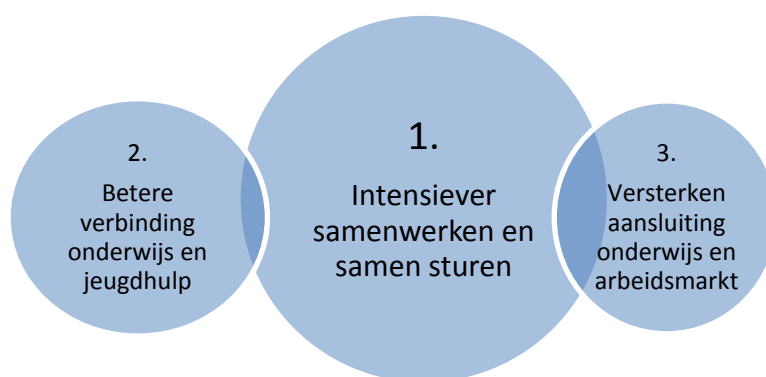 1.
Intensiever
samenwerken en
samen sturen
2.
Betere
verbinding
onderwijs en
jeugdhulp
3.
Versterken
aansluiting
onderwijs en
arbeidsmarkt